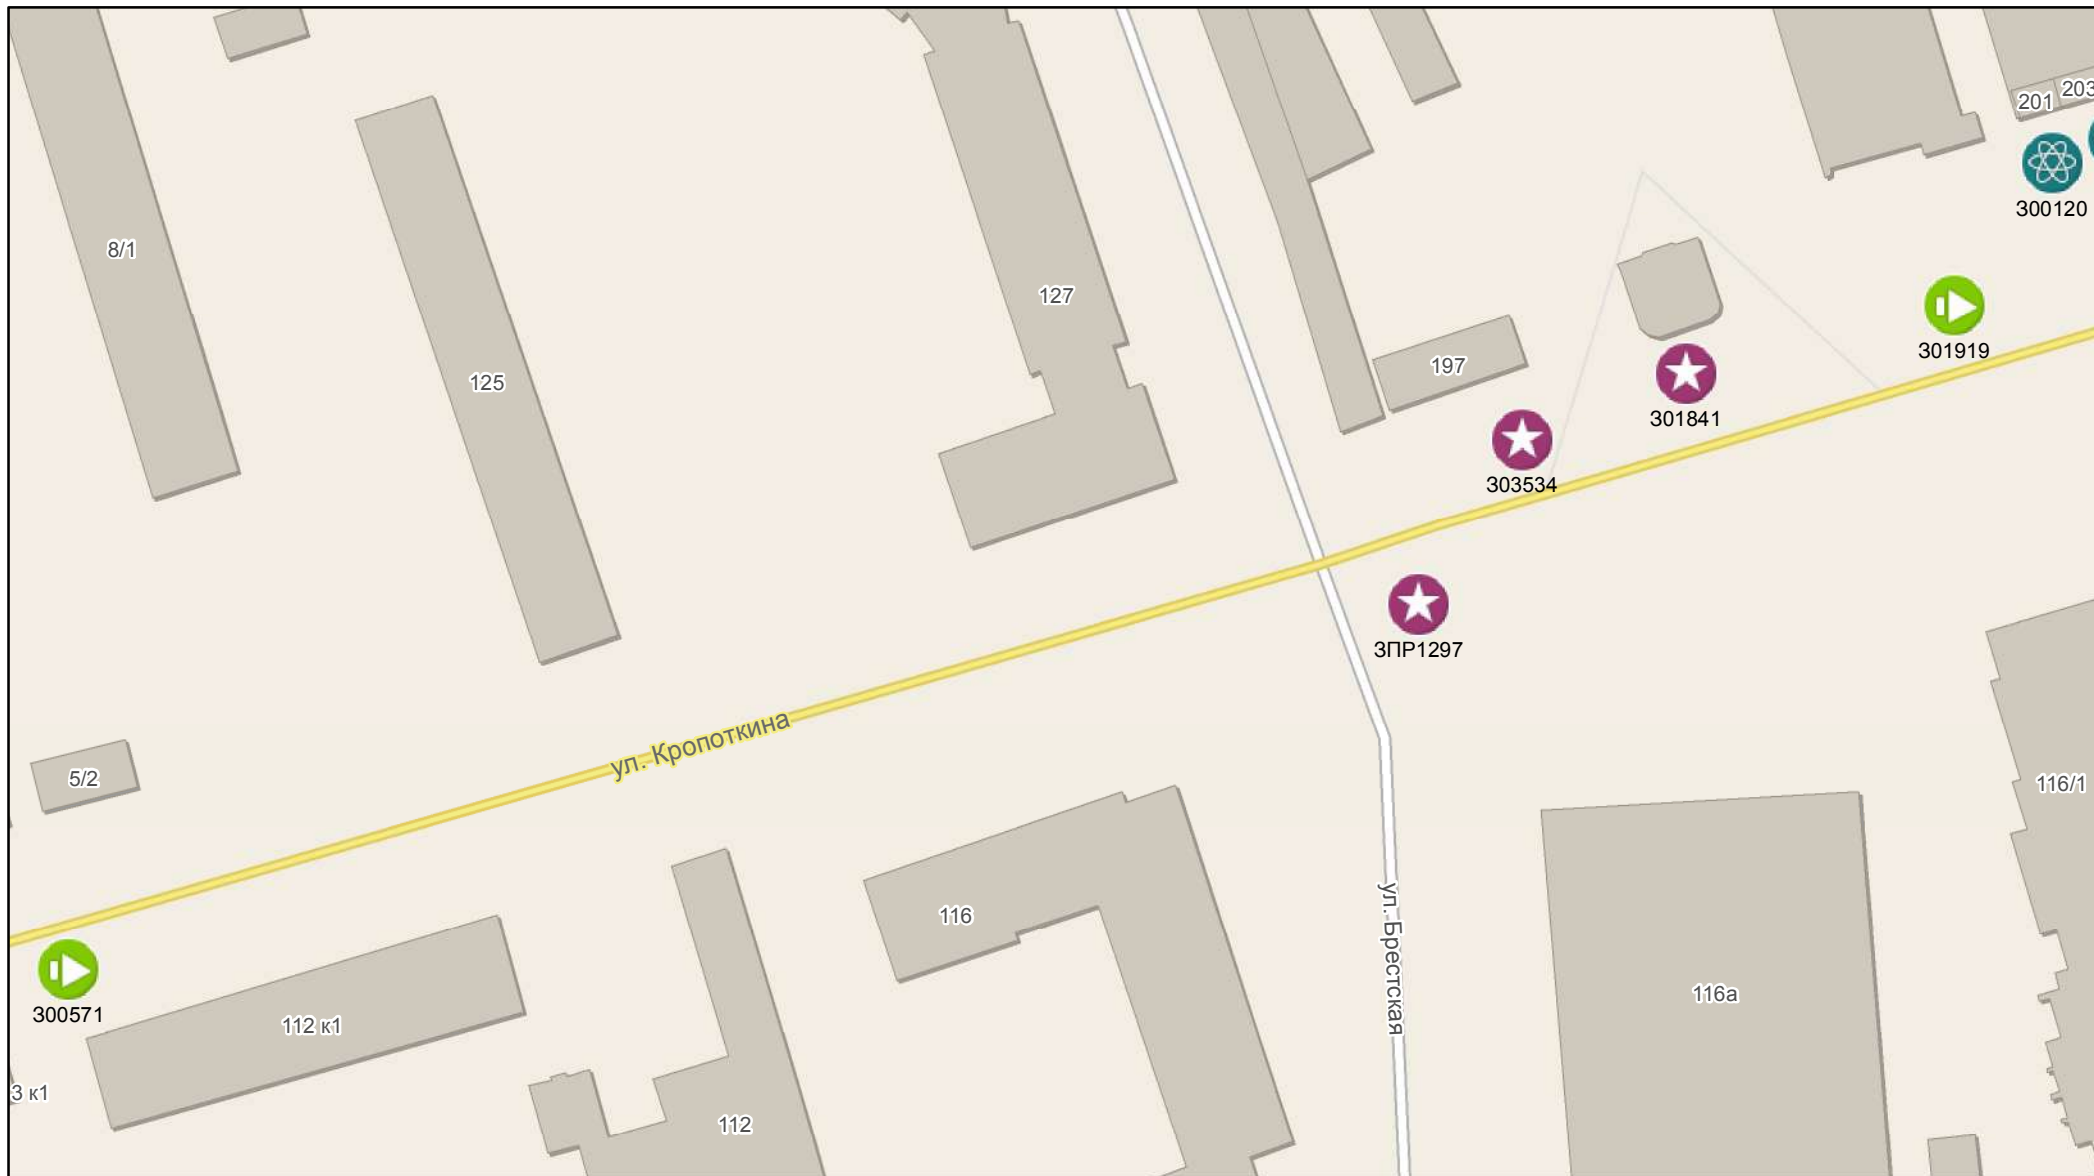 201
203
300120
8/1
127
301919
197
125
301841
303534
ЗПР1297
ул. Кропоткина
5/2
116/1
116
ул. Брестская
116а
300571
112 к1
3 к1
112